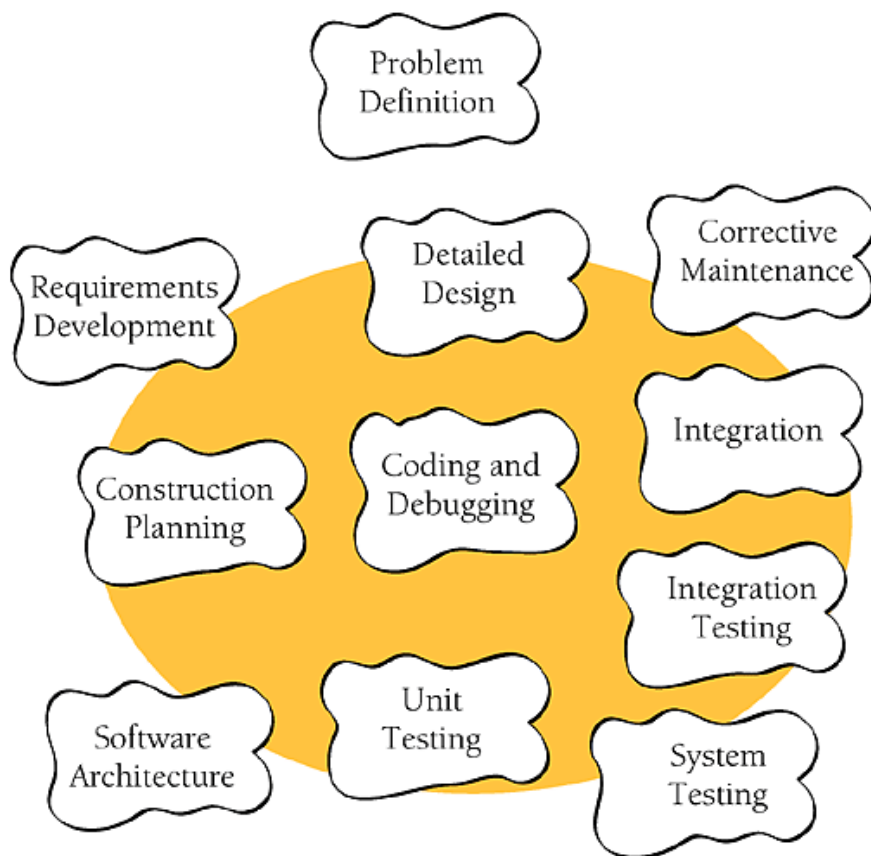 Problem
Definition
Detailed
Design
Corrective
Maintenance
Requirements
Development
Integration
Coding and
Debugging
Construction
Planning
Integration
Testing
Unit
Testing
Software
Architecture
System
Testing